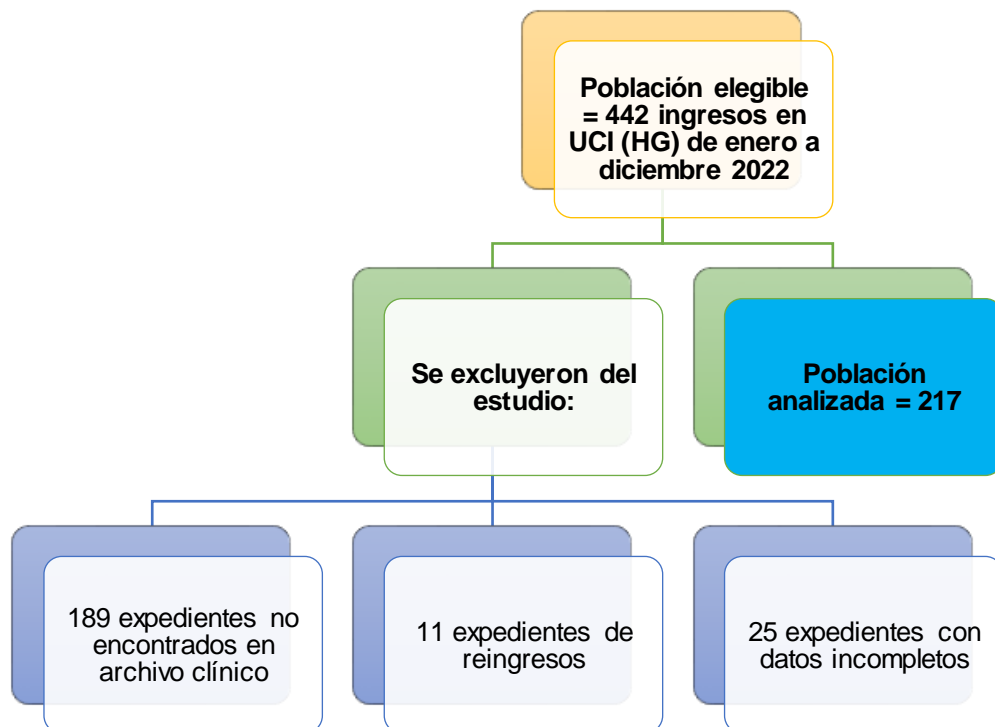 Población elegible
= 442 ingresos en
UCI (HG) de enero a
diciembre 2022
Se excluyeron del
estudio:
Población
analizada = 217
189 expedientes no
encontrados en
archivo clínico
11 expedientes de
reingresos
25 expedientes con
datos incompletos